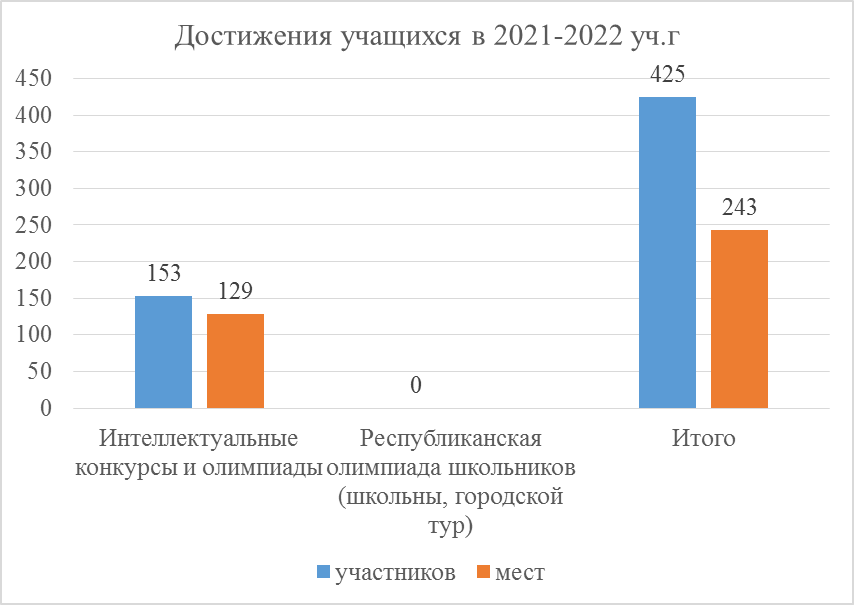 Достижения учащихся в 2021-2022 уч.г
450
400
350
300
250
200
150
100
50
0
153
129
0
425
243
Интеллектуальные
конкурсы и олимпиады
Республиканская
олимпиада школьников
(школьны, городской
тур)
Итого
участников
мест